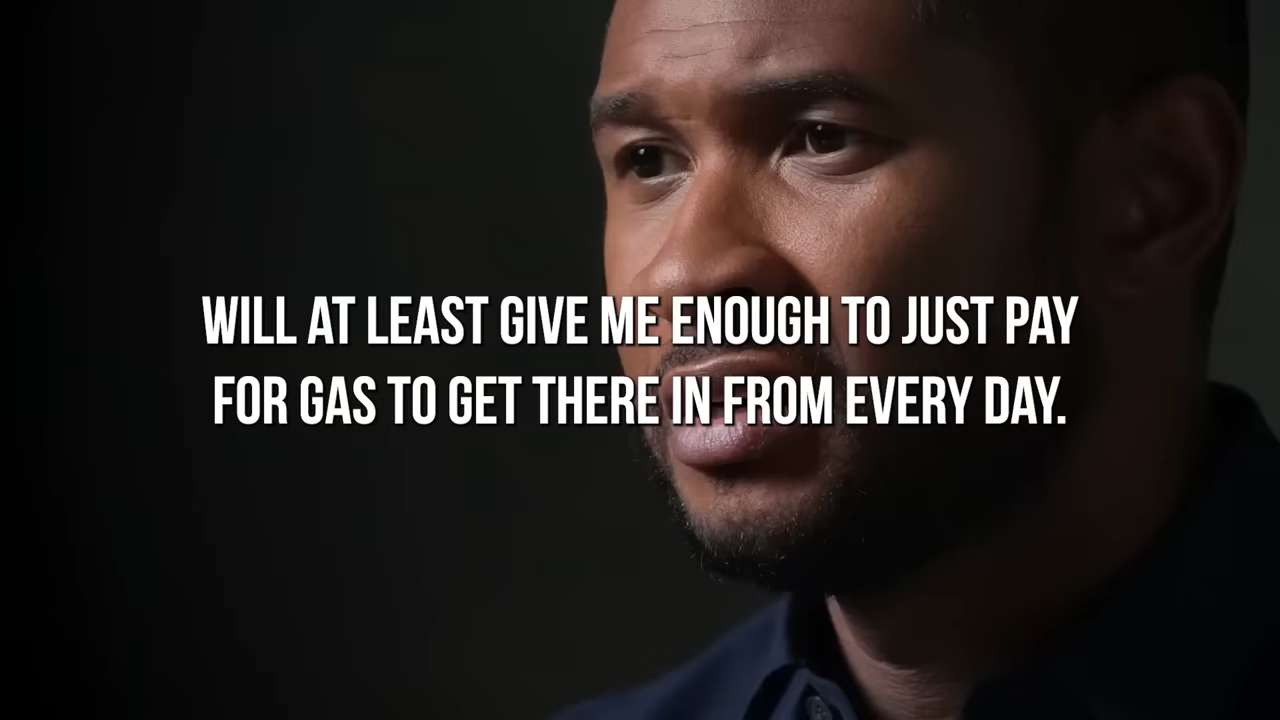 WILL AT LEAST GIVE ME ENOUGH TO JUST PAY
FOR GAS TO GET THERE IN FROM EVERY DAY.